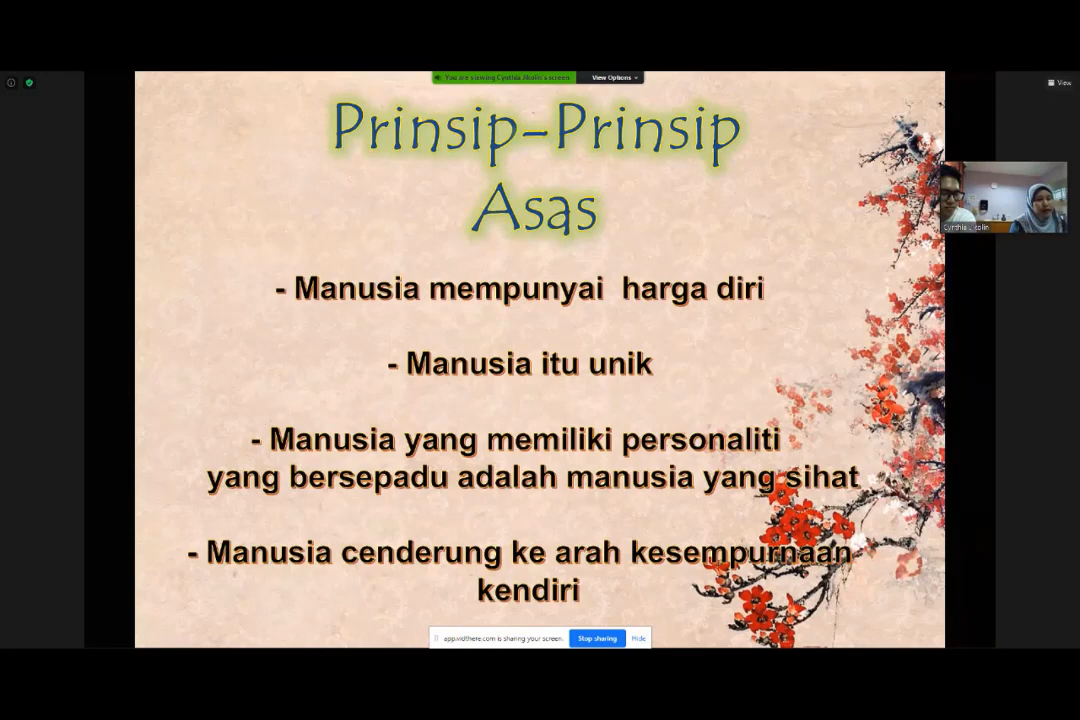 You are viewing Cynthia Akolin's screen
View Options
View
Prinsip-Prinsip
Asas
- Manusia mempunyai harga diri
- Manusia itu unik
- Manusia yang memiliki personaliti
yang bersepadu adalah manusia yang sihat
- Manusia cenderung ke arah kesempurnaan
kendiri
app.vidthere.com is sharing your screen.
Stop sharing
Hide